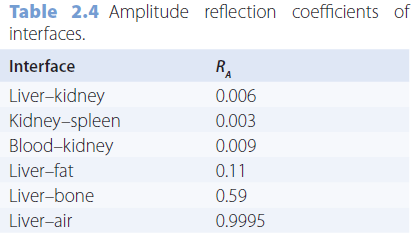 Table 2.4 Amplitude reflection coefficients of
interfaces.
Interface R_A
Liver–kidney 0.006
Kidney–spleen 0.003
Blood–kidney 0.009
Liver–fat 0.11
Liver–bone 0.59
Liver–air 0.9995